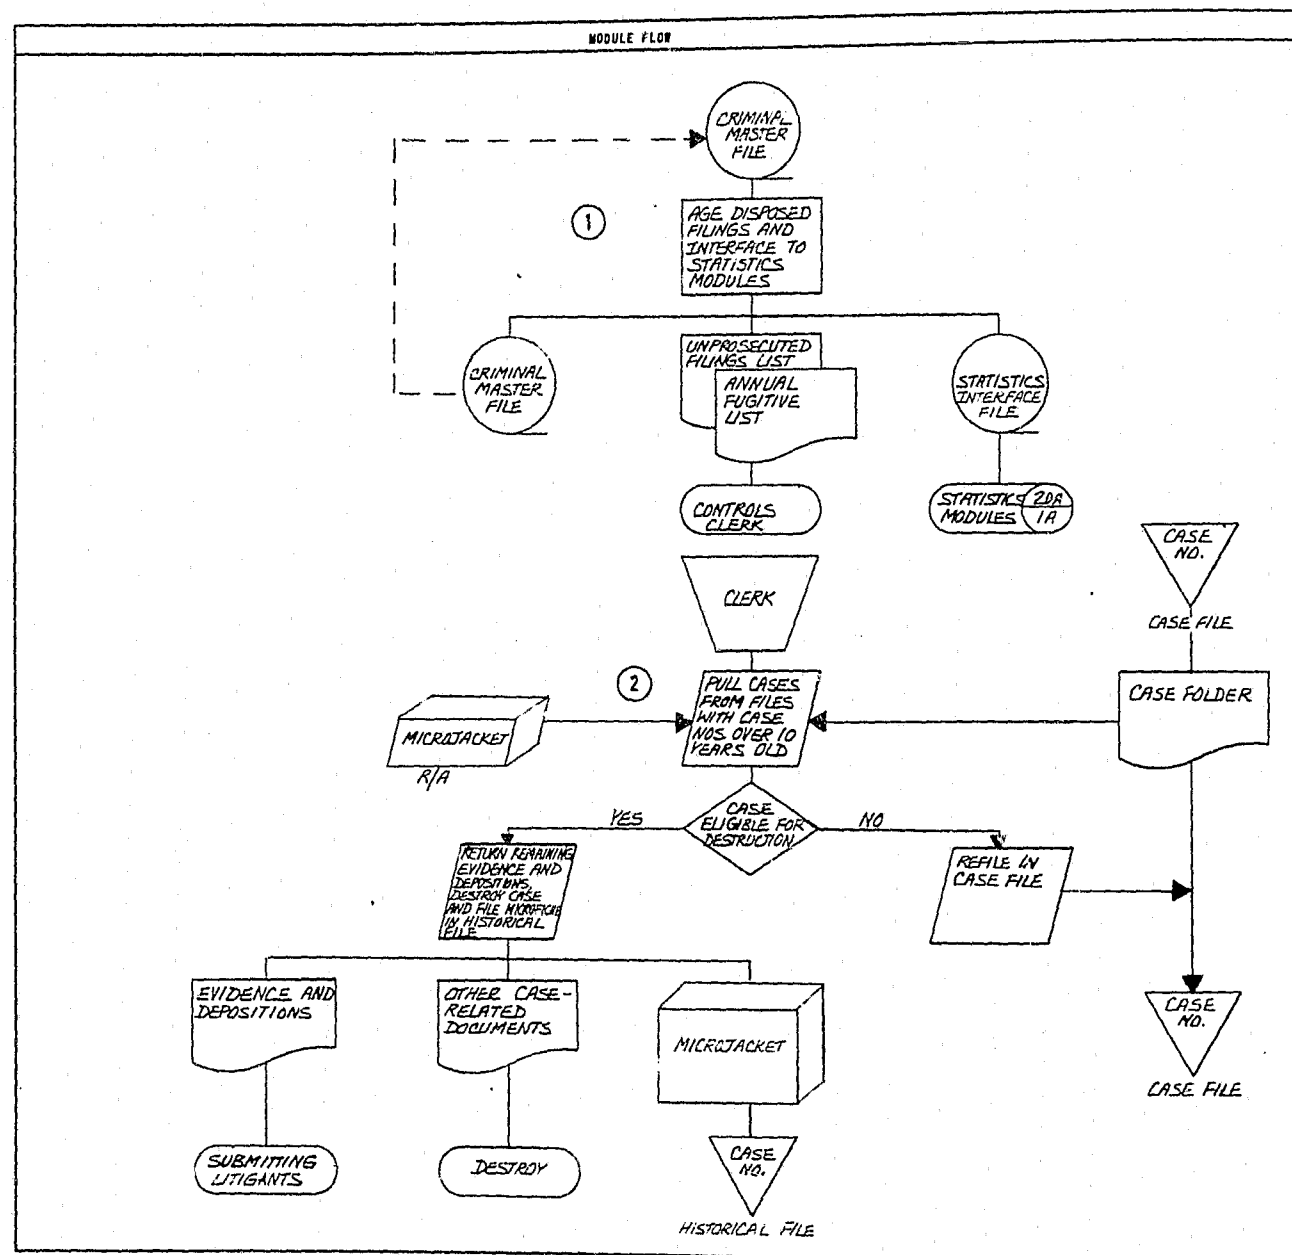 MODULE FLOW
CRIMINAL
MASTER
FILE
1
AGE DISPOSED
FILINGS AND
INTERFACE TO
STATISTICS
MODULES
CRIMINAL
MASTER
FILE
UNPROSECUTED
FILINGS LIST
ANNUAL
FUGITIVE
LIST
STATISTICS
INTERFACE
FILE
CONTROLS
CLERK
STATISTICS
MODULES
2DA
1A
CASE
NO.
CASE FILE
CLERK
2
PULL CASES
FROM FILES
WITH CASE
NOS OVER 10
YEARS OLD
MICROJACKET
R/A
CASE FOLDER
CASE
ELIGIBLE FOR
DESTRUCTION
YES
NO
RETURN REMAINING
EVIDENCE AND
DEPOSITIONS,
DESTROY CASE
AND FILE MICROFICHE
IN HISTORICAL
FILE
REFILE IN
CASE FILE
EVIDENCE AND
DEPOSITIONS
OTHER CASE-
RELATED
DOCUMENTS
MICROJACKET
CASE
NO.
CASE FILE
SUBMITTING
LITIGANTS
DESTROY
CASE
NO.
HISTORICAL FILE